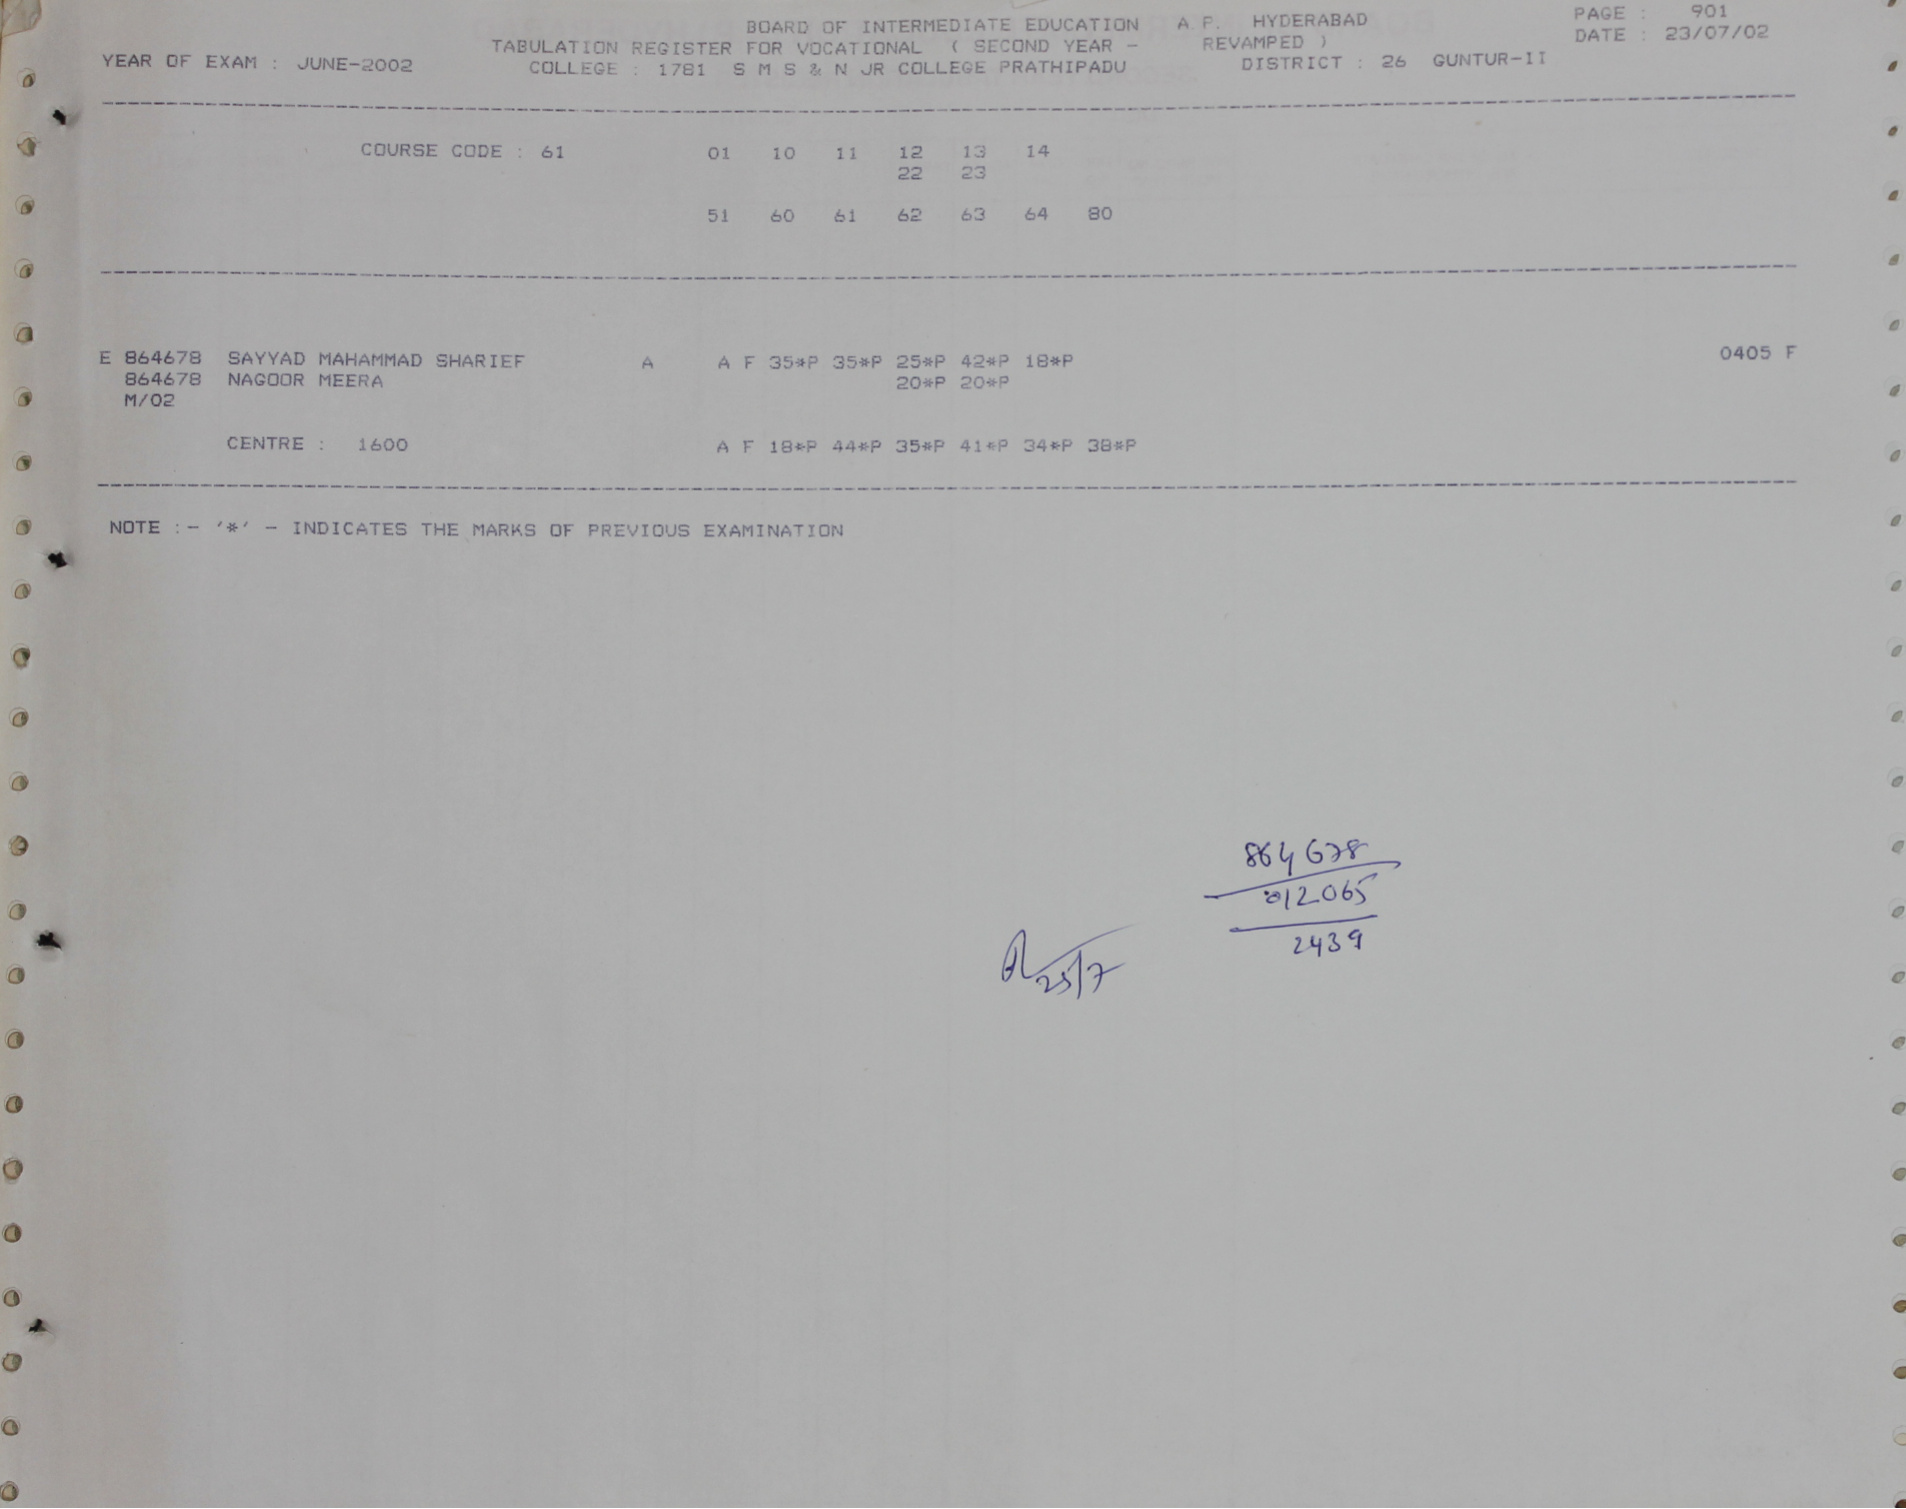 BOARD OF INTERMEDIATE EDUCATION A P. HYDERABAD PAGE : 901
TABULATION REGISTER FOR VOCATIONAL ( SECOND YEAR - REVAMPED ) DATE : 23/07/02
YEAR OF EXAM : JUNE-2002 COLLEGE : 1781 S M S & N JR COLLEGE PRATHIPADU DISTRICT : 26 GUNTUR-II
COURSE CODE : 61 01 10 11 12 13 14
22 23
51 60 61 62 63 64 80
E 864678 SAYYAD MAHAMMAD SHARIEF A A F 35*P 35*P 25*P 42*P 18*P 0405 F
864678 NAGOOR MEERA 20*P 20*P
M/02
CENTRE : 1600 A F 18*P 44*P 35*P 41*P 34*P 38*P
NOTE :- '*' - INDICATES THE MARKS OF PREVIOUS EXAMINATION
864678
012065
2439
25/7